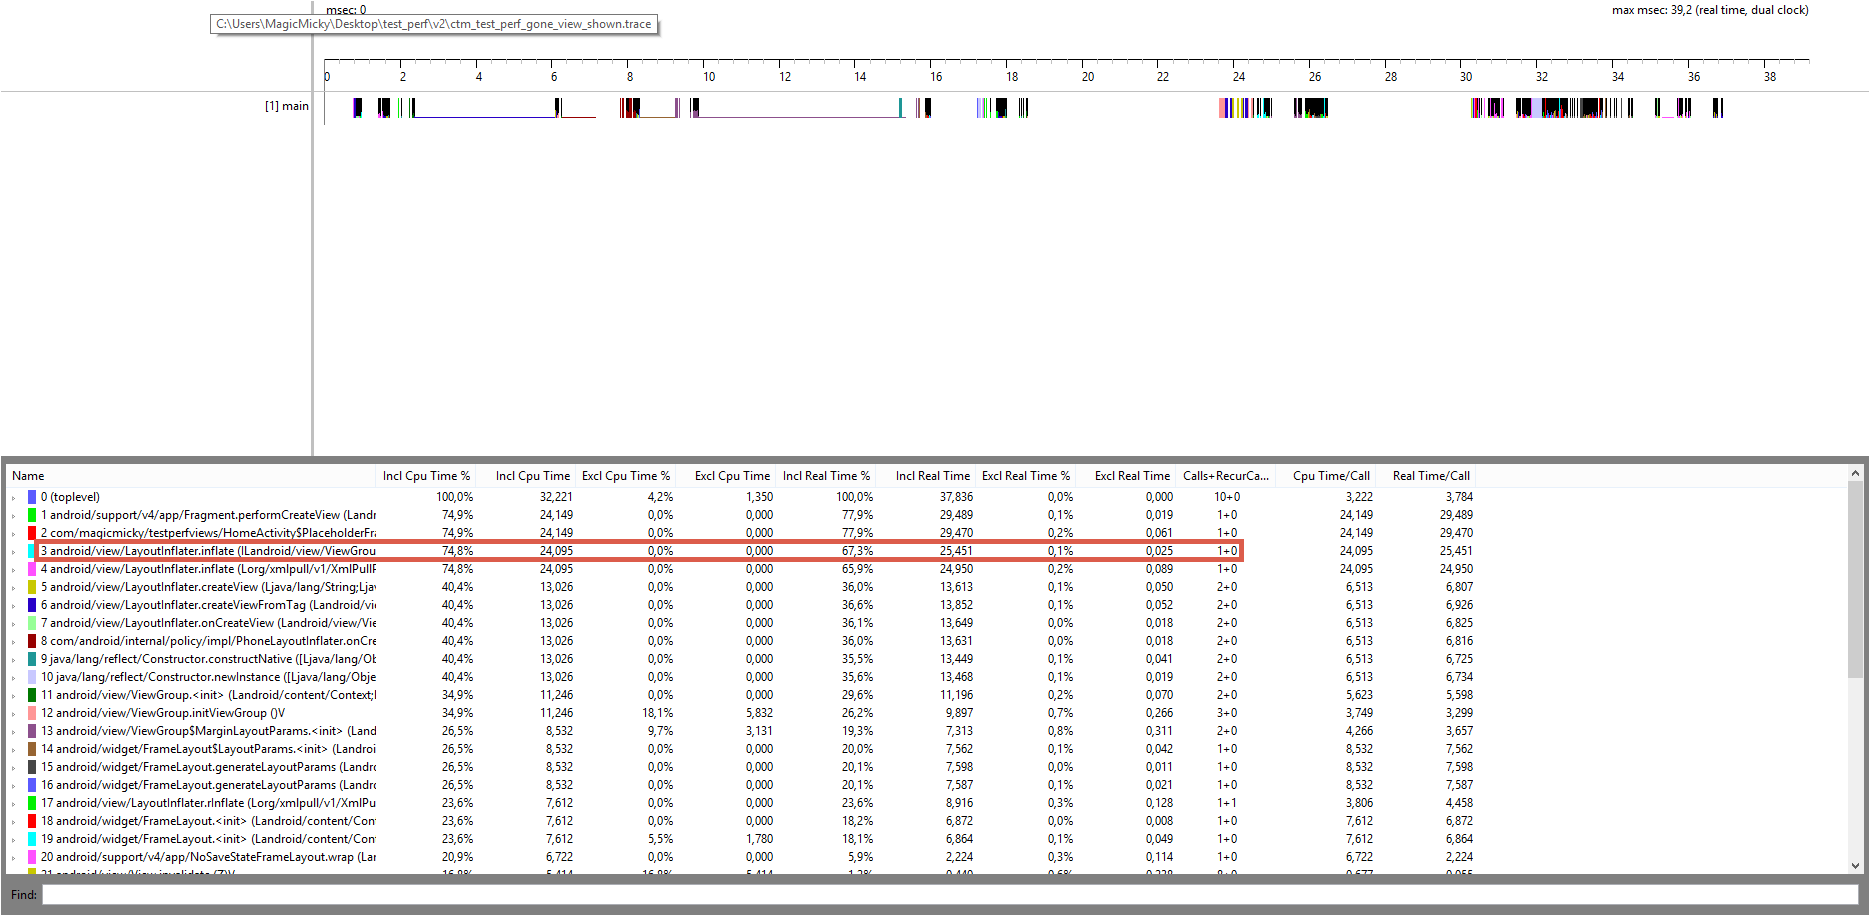 msec: 0
max msec: 39,2 (real time, dual clock)
C:\Users\MagicMicky\Desktop\test_perf\v2\ctm_test_perf_gone_view_shown.trace
0 2 4 6 8 10 12 14 16 18 20 22 24 26 28 30 32 34 36 38
[1] main
Name Incl Cpu Time % Incl Cpu Time Excl Cpu Time % Excl Cpu Time Incl Real Time % Incl Real Time Excl Real Time % Excl Real Time Calls+RecurCa... Cpu Time/Call Real Time/Call
0 (toplevel) 100,0% 32,221 4,2% 1,350 100,0% 37,836 0,0% 0,000 10+0 3,222 3,784
1 android/support/v4/app/Fragment.performCreateView (Landr 74,9% 24,149 0,0% 0,000 77,9% 29,489 0,1% 0,019 1+0 24,149 29,489
2 com/magicmicky/testperfviews/HomeActivity$PlaceholderFra 74,9% 24,149 0,0% 0,000 77,9% 29,470 0,2% 0,061 1+0 24,149 29,470
3 android/view/LayoutInflater.inflate (ILandroid/view/ViewGrou 74,8% 24,095 0,0% 0,000 67,3% 25,451 0,1% 0,025 1+0 24,095 25,451
4 android/view/LayoutInflater.inflate (Lorg/xmlpull/v1/XmlPullP 74,8% 24,095 0,0% 0,000 65,9% 24,950 0,2% 0,089 1+0 24,095 24,950
5 android/view/LayoutInflater.createView (Ljava/lang/String;Ljav 40,4% 13,026 0,0% 0,000 36,0% 13,613 0,1% 0,050 2+0 6,513 6,807
6 android/view/LayoutInflater.createViewFromTag (Landroid/vi 40,4% 13,026 0,0% 0,000 36,6% 13,852 0,1% 0,052 2+0 6,513 6,926
7 android/view/LayoutInflater.onCreateView (Landroid/view/Vie 40,4% 13,026 0,0% 0,000 36,1% 13,649 0,0% 0,018 2+0 6,513 6,825
8 com/android/internal/policy/impl/PhoneLayoutInflater.onCre 40,4% 13,026 0,0% 0,000 36,0% 13,631 0,0% 0,018 2+0 6,513 6,816
9 java/lang/reflect/Constructor.constructNative ([Ljava/lang/Ob 40,4% 13,026 0,0% 0,000 35,5% 13,449 0,1% 0,041 2+0 6,513 6,725
10 java/lang/reflect/Constructor.newInstance ([Ljava/lang/Obje 40,4% 13,026 0,0% 0,000 35,6% 13,468 0,1% 0,019 2+0 6,513 6,734
11 android/view/ViewGroup.<init> (Landroid/content/Context;l 34,9% 11,246 0,0% 0,000 29,6% 11,196 0,2% 0,070 2+0 5,623 5,598
12 android/view/ViewGroup.initViewGroup ()V 34,9% 11,246 18,1% 5,832 26,2% 9,897 0,7% 0,266 3+0 3,749 3,299
13 android/view/ViewGroup$MarginLayoutParams.<init> (Land 26,5% 8,532 9,7% 3,131 19,3% 7,313 0,8% 0,311 2+0 4,266 3,657
14 android/widget/FrameLayout$LayoutParams.<init> (Landroi 26,5% 8,532 0,0% 0,000 20,0% 7,562 0,1% 0,042 1+0 8,532 7,562
15 android/widget/FrameLayout.generateLayoutParams (Landrc 26,5% 8,532 0,0% 0,000 20,1% 7,598 0,0% 0,011 1+0 8,532 7,598
16 android/widget/FrameLayout.generateLayoutParams (Landrc 26,5% 8,532 0,0% 0,000 20,1% 7,587 0,1% 0,021 1+0 8,532 7,587
17 android/view/LayoutInflater.rInflate (Lorg/xmlpull/v1/XmlPu 23,6% 7,612 0,0% 0,000 23,6% 8,916 0,3% 0,128 1+1 3,806 4,458
18 android/widget/FrameLayout.<init> (Landroid/content/Con 23,6% 7,612 0,0% 0,000 18,2% 6,872 0,0% 0,008 1+0 7,612 6,872
19 android/widget/FrameLayout.<init> (Landroid/content/Con 23,6% 7,612 5,5% 1,780 18,1% 6,864 0,1% 0,049 1+0 7,612 6,864
20 android/support/v4/app/NoSaveStateFrameLayout.wrap (Lar 20,9% 6,722 0,0% 0,000 5,9% 2,224 0,3% 0,114 1+0 6,722 2,224
Find: